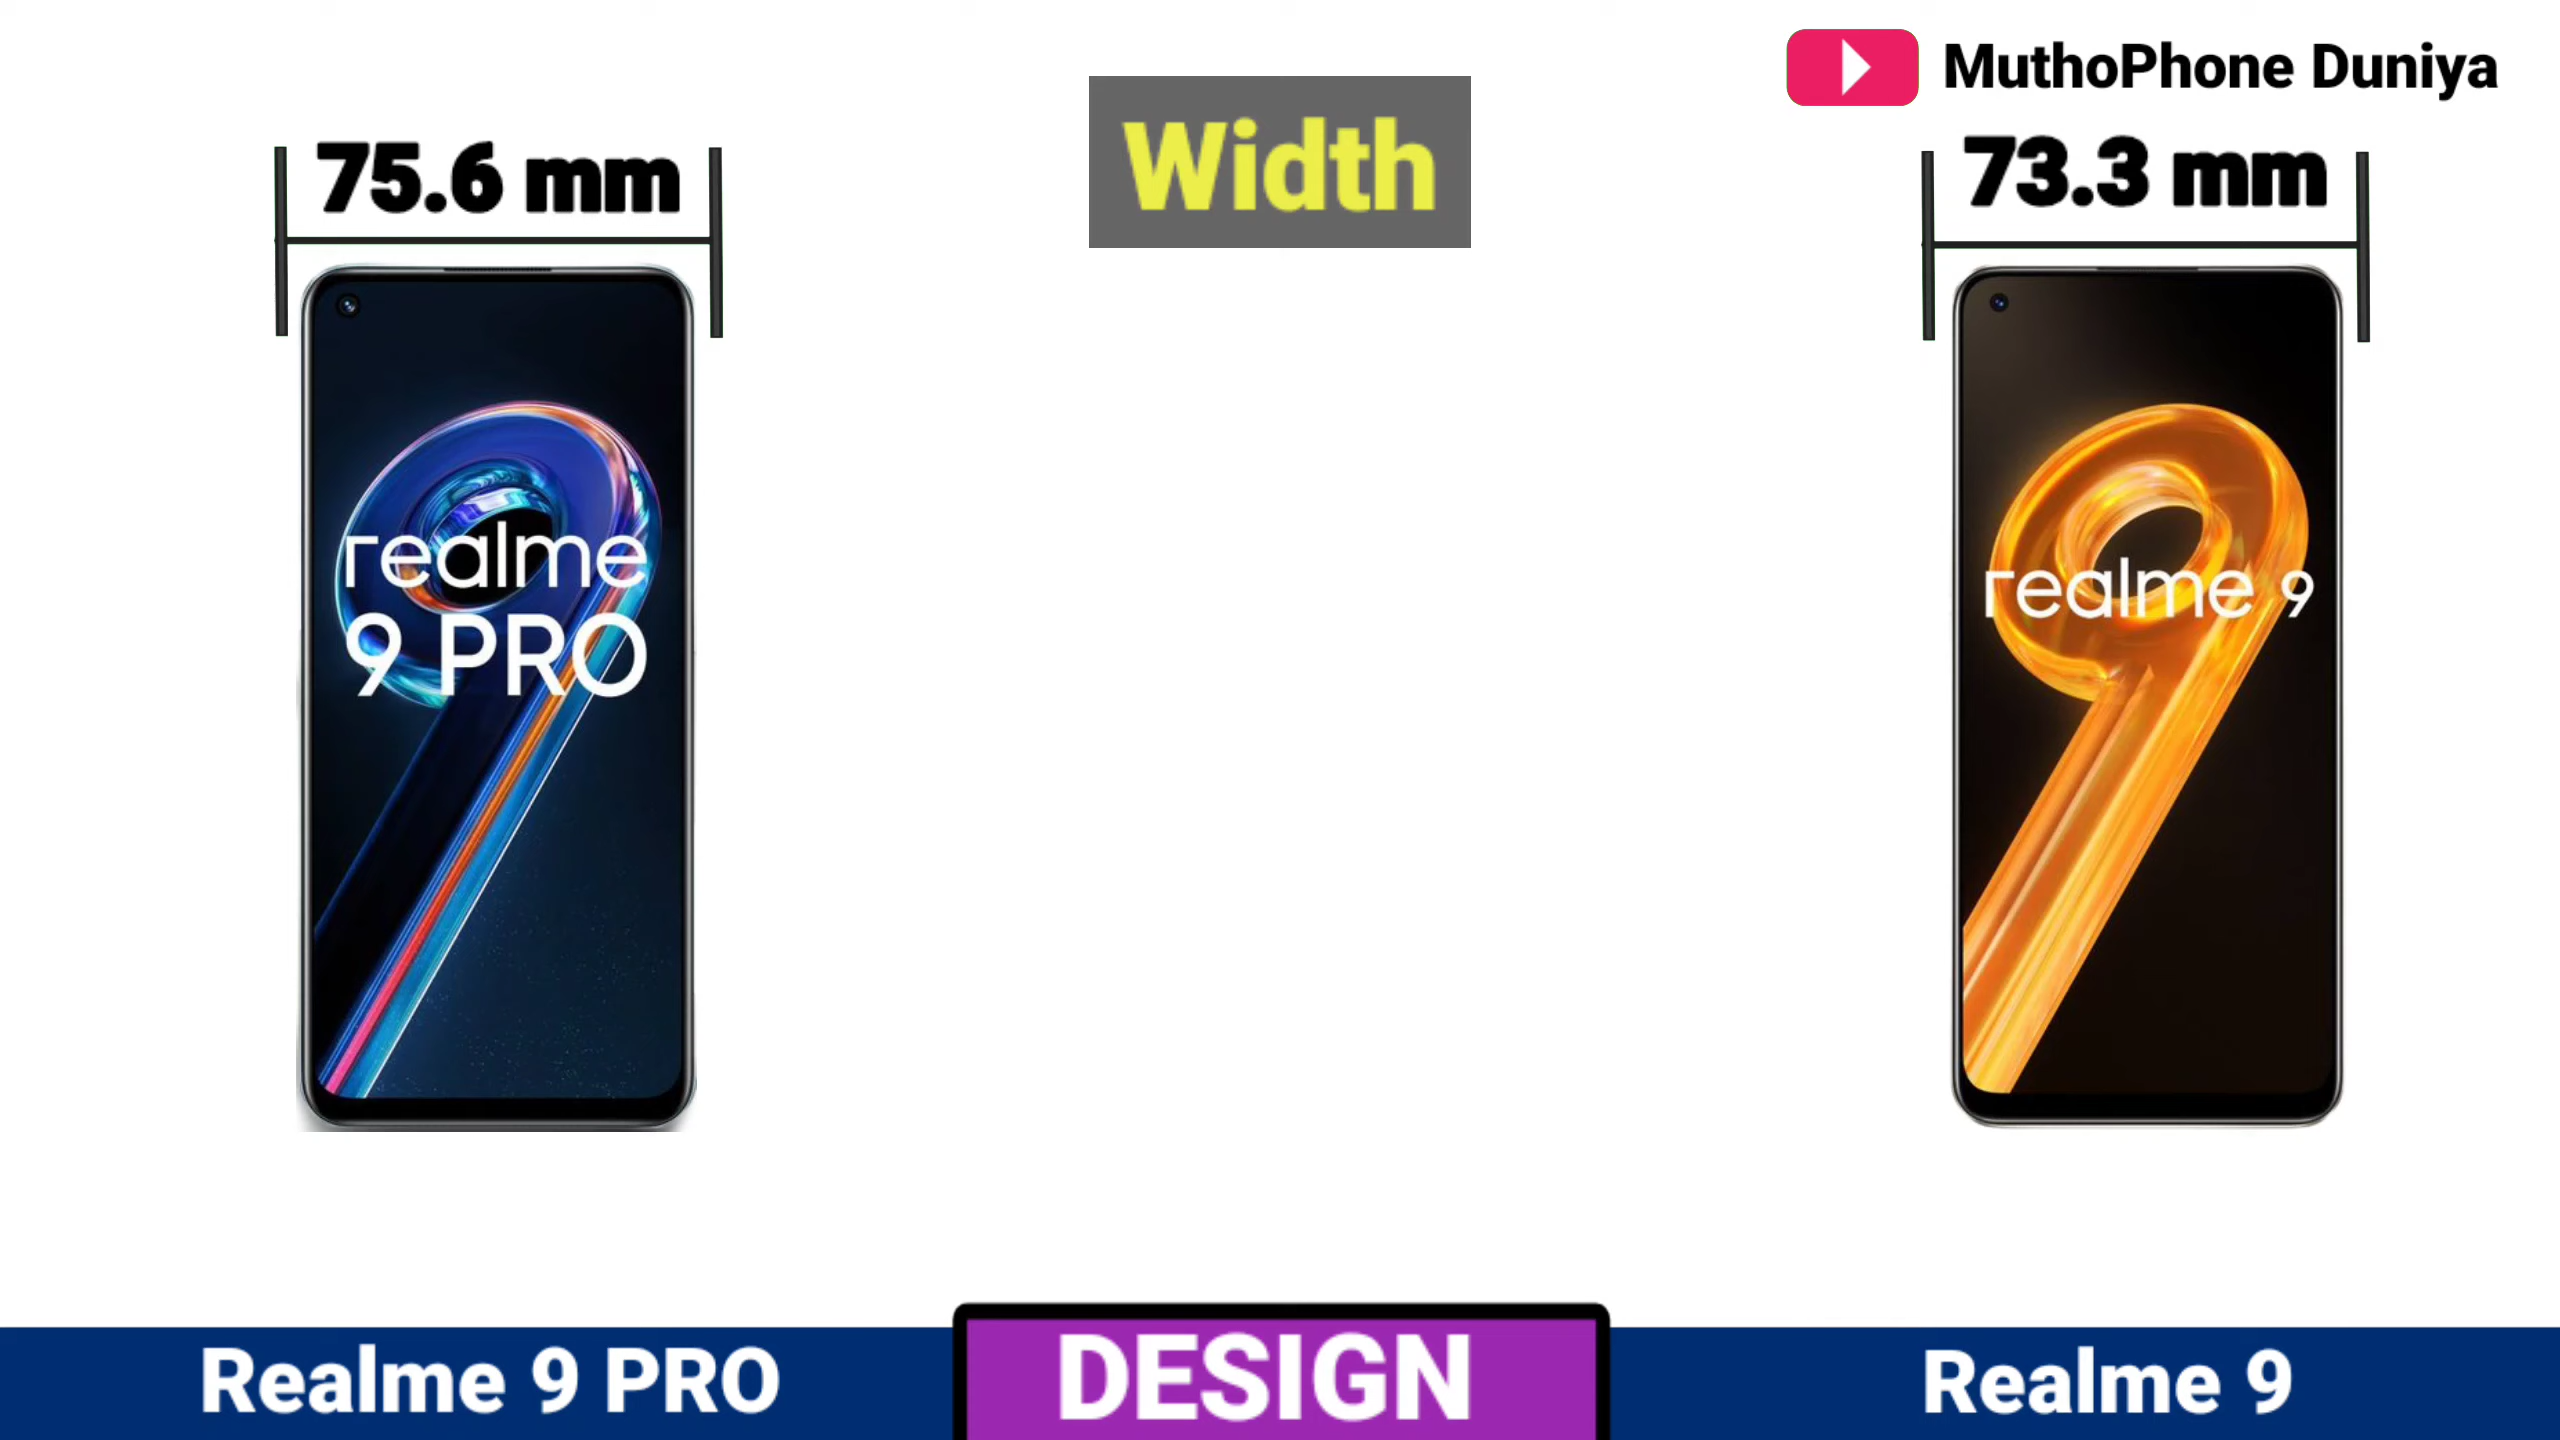 MuthoPhone Duniya
Width
75.6 mm
73.3 mm
realme
9 PRO
realme 9
Realme 9 PRO
DESIGN
Realme 9